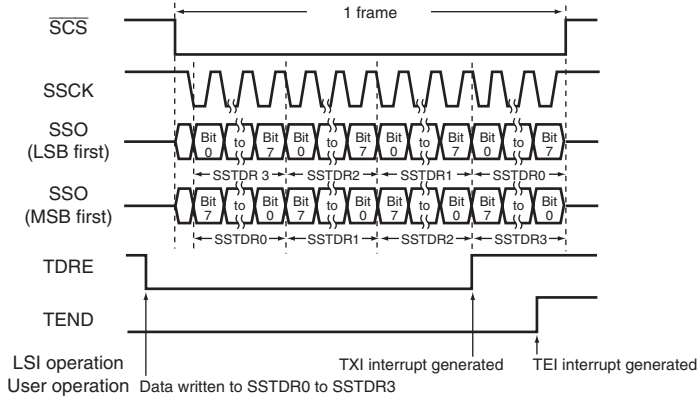 1 frame
SCS
SSCK
SSO
(LSB first)
Bit 0 to Bit 7 Bit 0 to Bit 7 Bit 0 to Bit 7 Bit 0 to Bit 7
SSTDR 3 SSTDR2 SSTDR1 SSTDR0
SSO
(MSB first)
Bit 7 to Bit 0 Bit 7 to Bit 0 Bit 7 to Bit 0 Bit 7 to Bit 0
SSTDR0 SSTDR1 SSTDR2 SSTDR3
TDRE
TEND
LSI operation TXI interrupt generated TEI interrupt generated
User operation Data written to SSTDR0 to SSTDR3